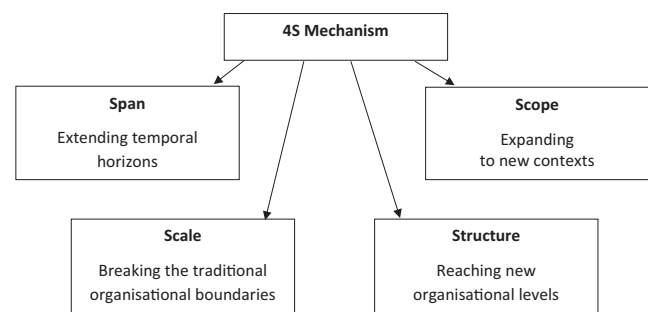 4S Mechanism
Span
Extending temporal
horizons
Scope
Expanding
to new contexts
Scale
Breaking the traditional
organisational boundaries
Structure
Reaching new
organisational levels